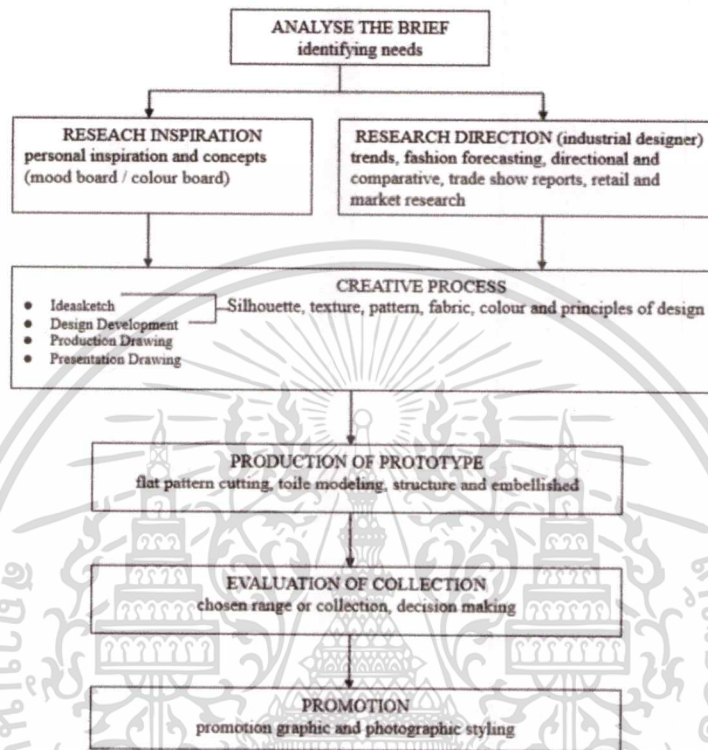 ANALYSE THE BRIEF
identifying needs
RESEACH INSPIRATION
personal inspiration and concepts
(mood board / colour board)
RESEARCH DIRECTION (industrial designer)
trends, fashion forecasting, directional and
comparative, trade show reports, retail and
market research
CREATIVE PROCESS
Silhouette, texture, pattern, fabric, colour and principles of design
● Ideasketch
● Design Development
● Production Drawing
● Presentation Drawing
PRODUCTION OF PROTOTYPE
flat pattern cutting, toile modeling, structure and embellished
EVALUATION OF COLLECTION
chosen range or collection, decision making
PROMOTION
promotion graphic and photographic styling